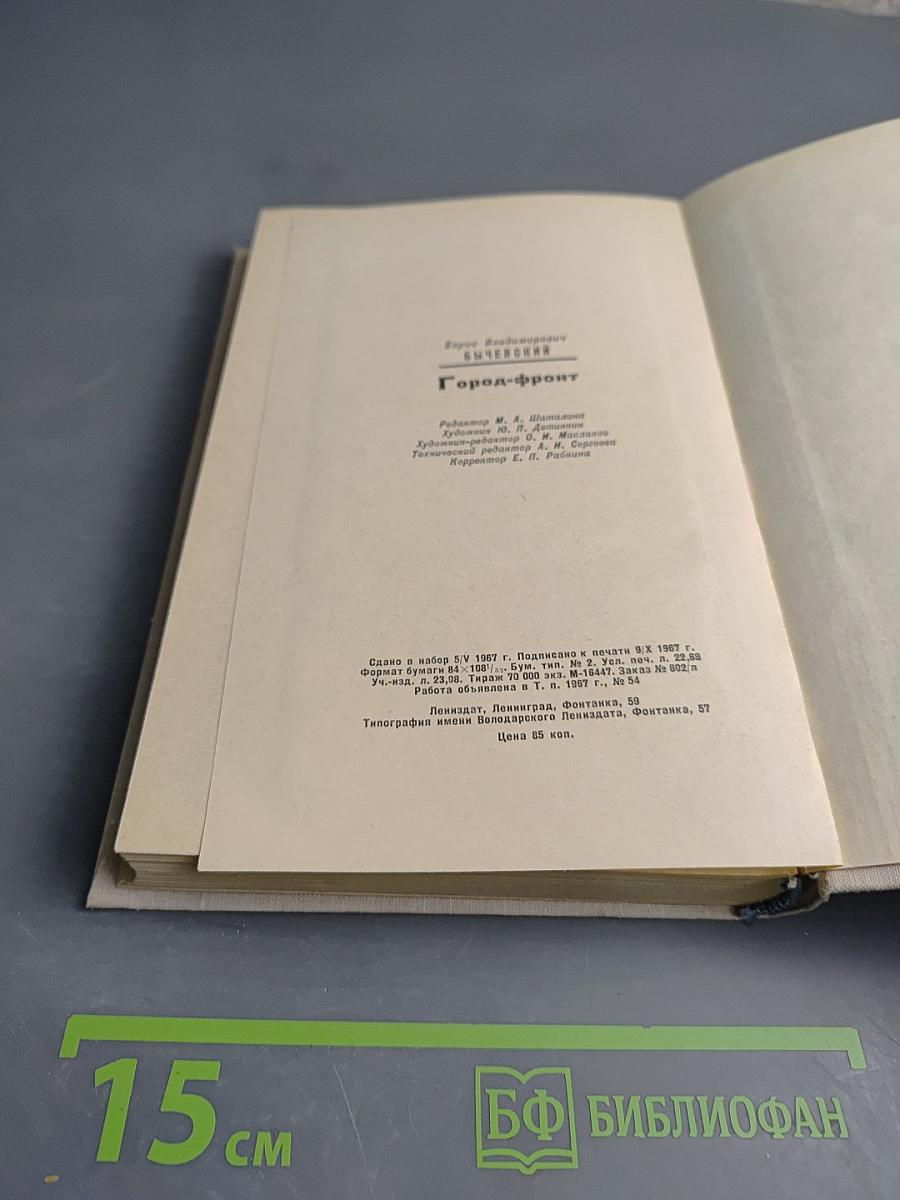 Борис Владимирович
БЫЧЕВСКИЙ
Город-фронт
Редактор М. А. Шаталина
Художник Ю. П. Детинкин
Художник-редактор О. И. Маслаков
Технический редактор А. И. Сергеева
Корректор Е. П. Рабкина
Сдано в набор 5/V 1967 г. Подписано к печати 9/X 1967 г.
Формат бумаги 84×108¹/₃₂. Бум. тип. № 2. Усл. печ. л. 22,68
Уч.-изд. л. 23,08. Тираж 70 000 экз. М-16447. Заказ № 802/л
Работа объявлена в Т. п. 1967 г., № 54
Лениздат, Ленинград, Фонтанка, 59
Типография имени Володарского Лениздата, Фонтанка, 57
Цена 85 коп.
15 см
БФ БИБЛИОФАН